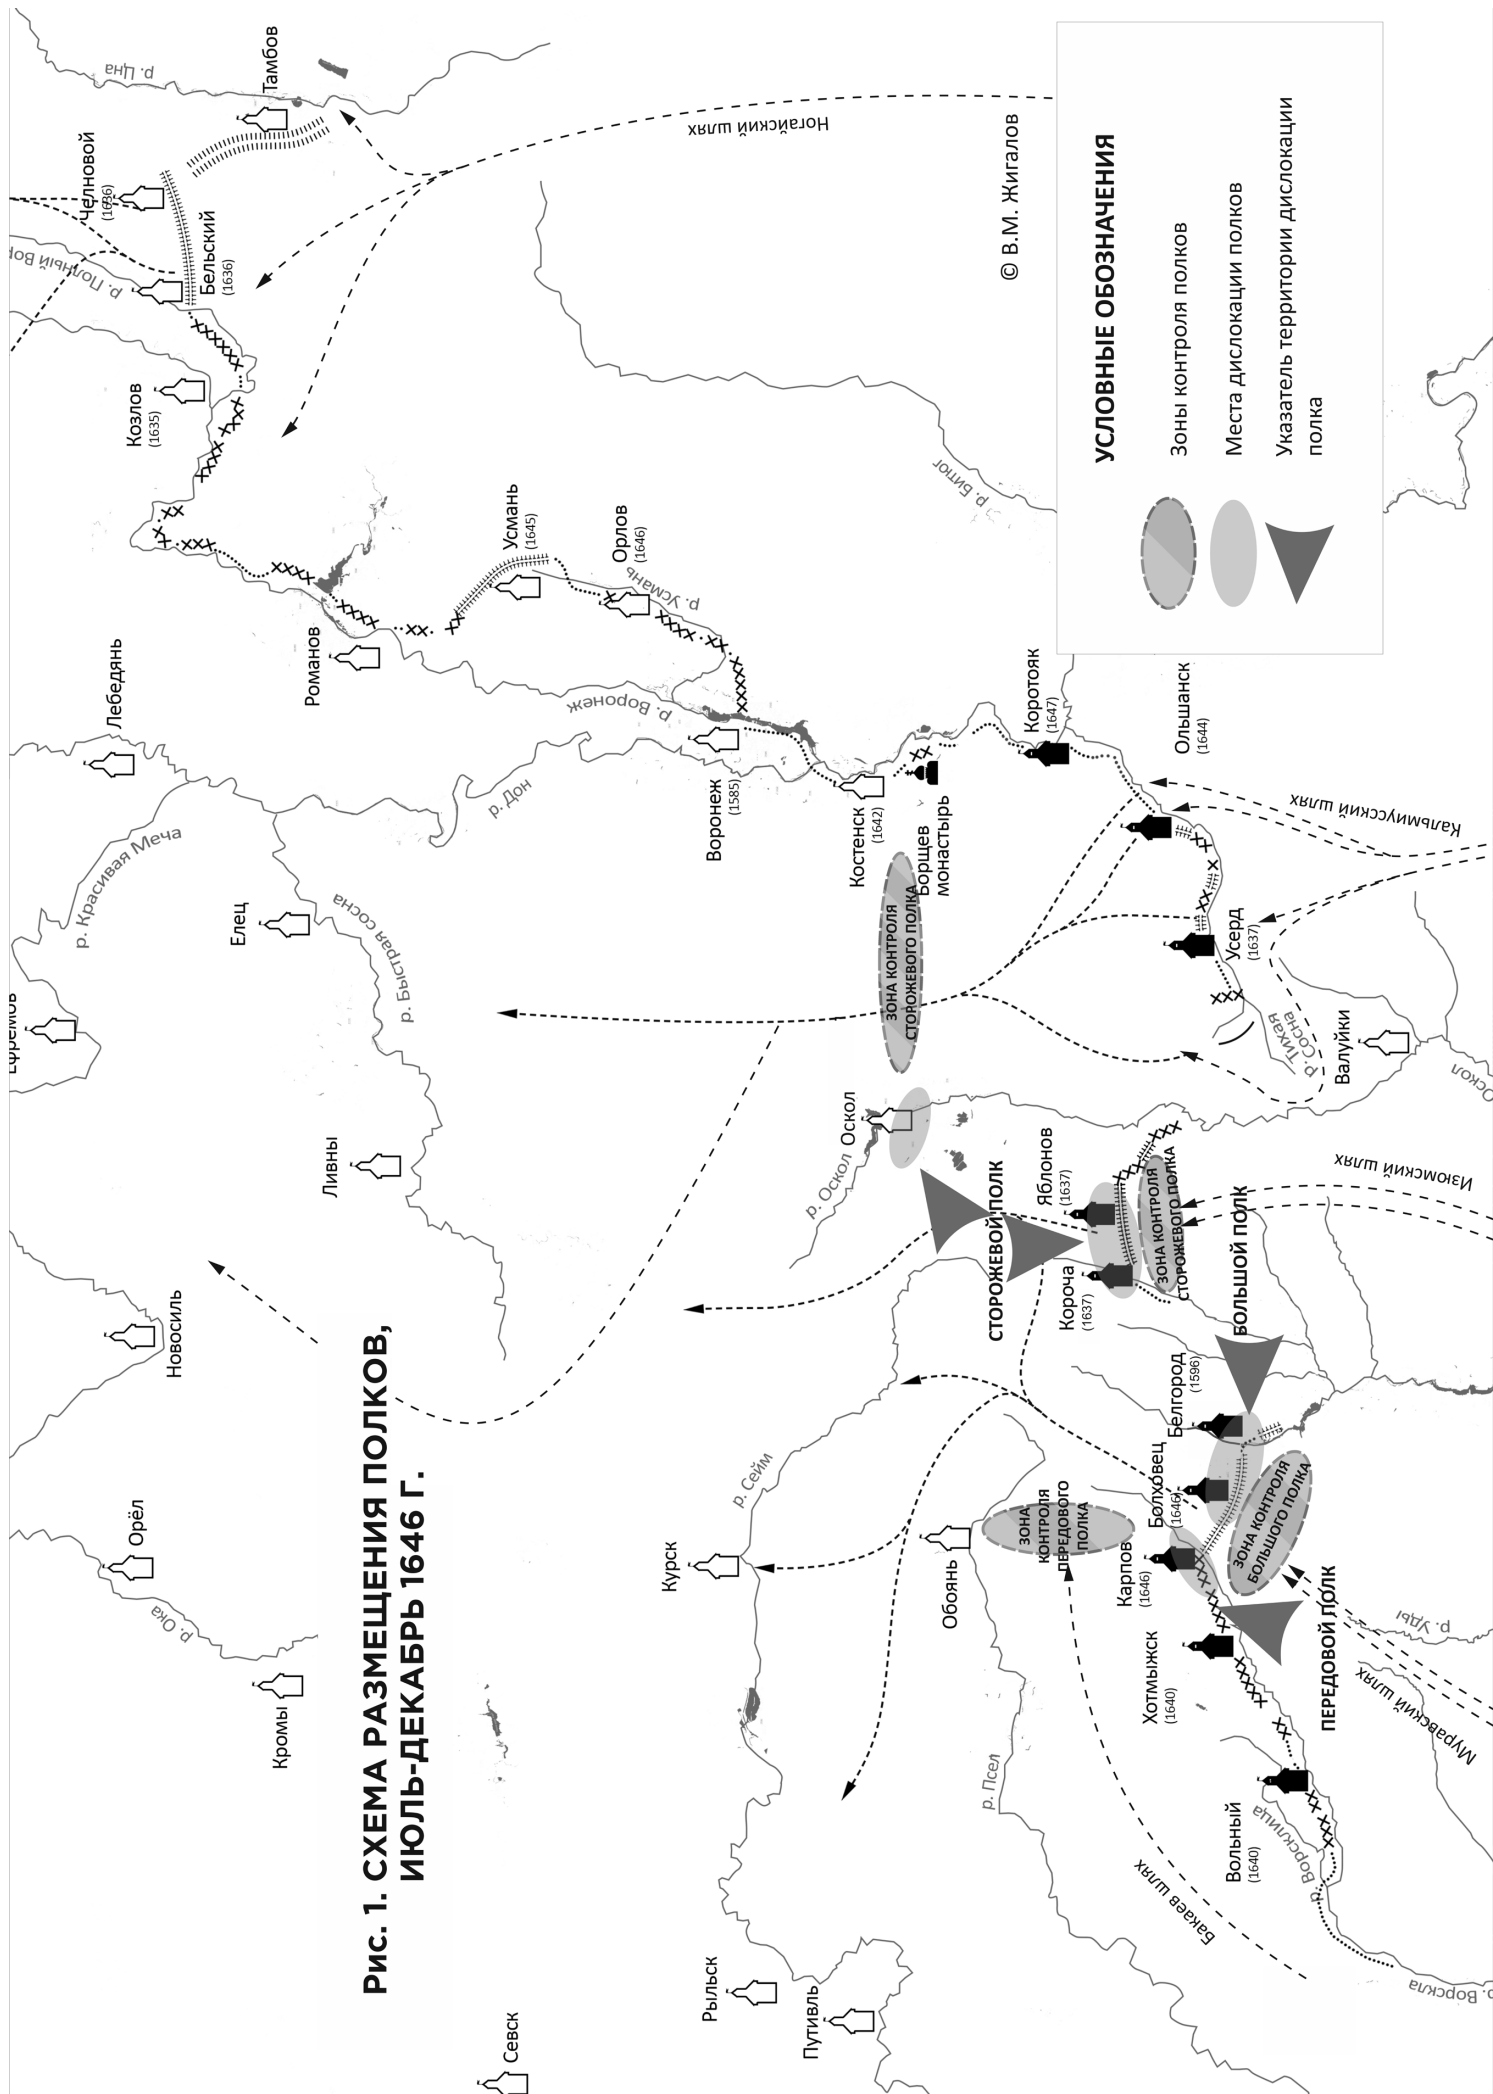 Рис. 1. СХЕМА РАЗМЕЩЕНИЯ ПОЛКОВ,
ИЮЛЬ-ДЕКАБРЬ 1646 Г.
Севск
Рыльск
Путивль
Кромы
р. Ока
Орёл
Новосиль
Ефремов
р. Красивая Меча
Лебедянь
Елец
р. Быстрая сосна
Ливны
р. Дон
Романов
р. Воронеж
Воронеж
(1585)
Козлов
(1635)
р. Полный Вор
Челновой
(1636)
Бельский
(1636)
р. Цна
Тамбов
Ногайский шлях
Усмань
(1645)
Орлов
(1646)
р. Усмань
р. Битюг
Костенск
(1642)
Борщев
монастырь
Коротояк
(1647)
Ольшанск
(1644)
Кальмиусский шлях
Усерд
(1637)
р. Тихая
Сосна
Валуйки
Оскол
ЗОНА КОНТРОЛЯ
СТОРОЖЕВОГО ПОЛКА
Оскол
р. Оскол
СТОРОЖЕВОЙ ПОЛК
Яблонов
(1637)
Короча
(1637)
ЗОНА КОНТРОЛЯ
СТОРОЖЕВОГО ПОЛКА
Изюмский шлях
БОЛЬШОЙ ПОЛК
Белгород
(1596)
Болховец
(1646)
Карпов
(1646)
ЗОНА КОНТРОЛЯ
БОЛЬШОГО ПОЛКА
р. Сейм
Курск
Обоянь
ЗОНА
КОНТРОЛЯ
ПЕРЕДОВОГО
ПОЛКА
р. Псел
Хотмыжск
(1640)
ПЕРЕДОВОЙ ПОЛК
р. Уды
Муравский шлях
Вольный
(1640)
р. Ворсклица
Бакаев шлях
р. Ворскла
© В.М. Жигалов
УСЛОВНЫЕ ОБОЗНАЧЕНИЯ
Зоны контроля полков
Места дислокации полков
Указатель территории дислокации
полка